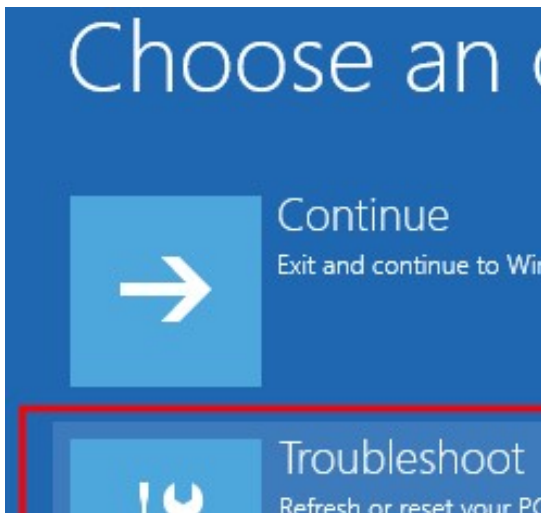 Choose an
Continue
Exit and continue to
Troubleshoot
Refresh or reset your PC